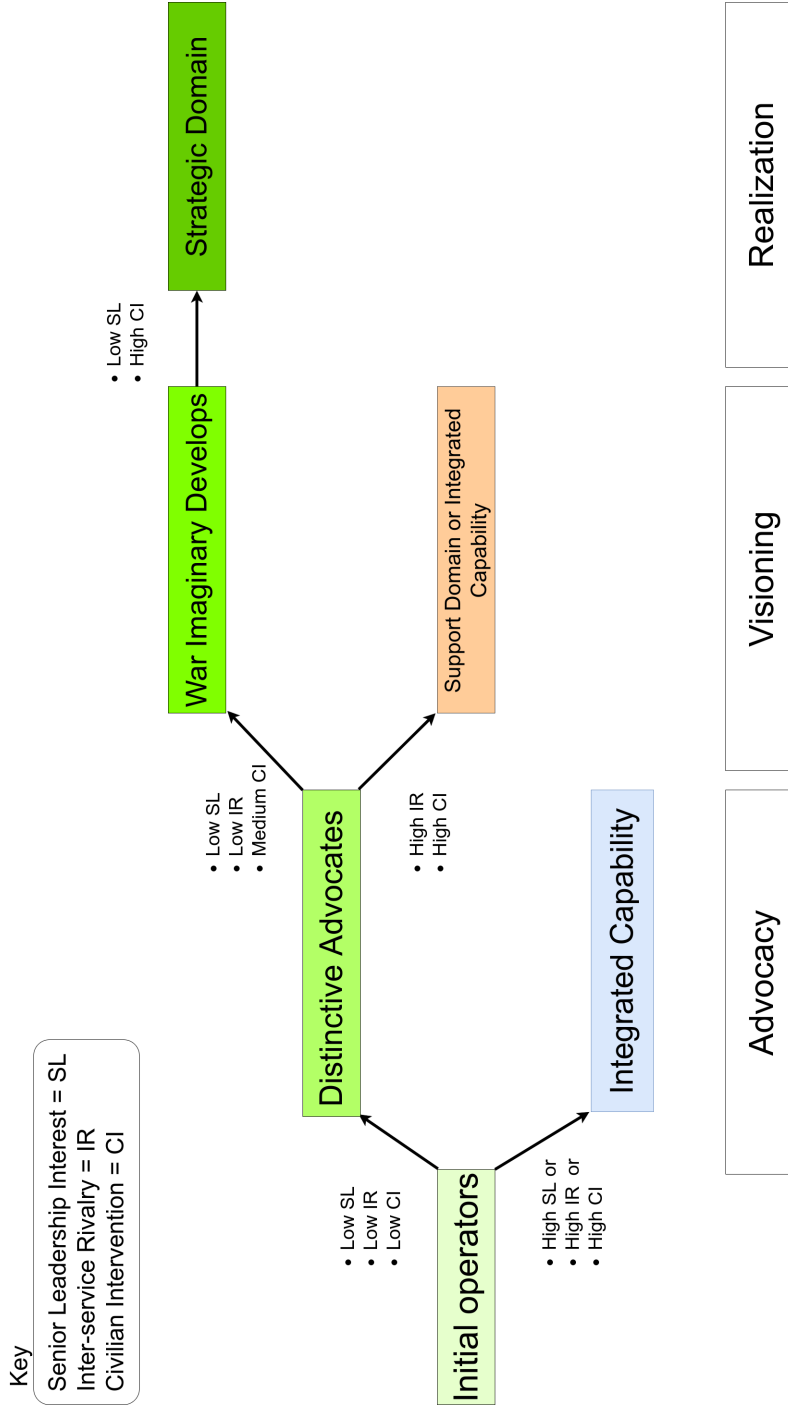 Key
Senior Leadership Interest = SL
Inter-service Rivalry = IR
Civilian Intervention = CI
• Low SL
• High CI
War Imaginary Develops
Strategic Domain
• Low SL
• Low IR
• Medium CI
Distinctive Advocates
• Low SL
• Low IR
• Low CI
Initial operators
• High IR
• High CI
Support Domain or Integrated
Capability
• High SL or
• High IR or
• High CI
Integrated Capability
Advocacy
Visioning
Realization